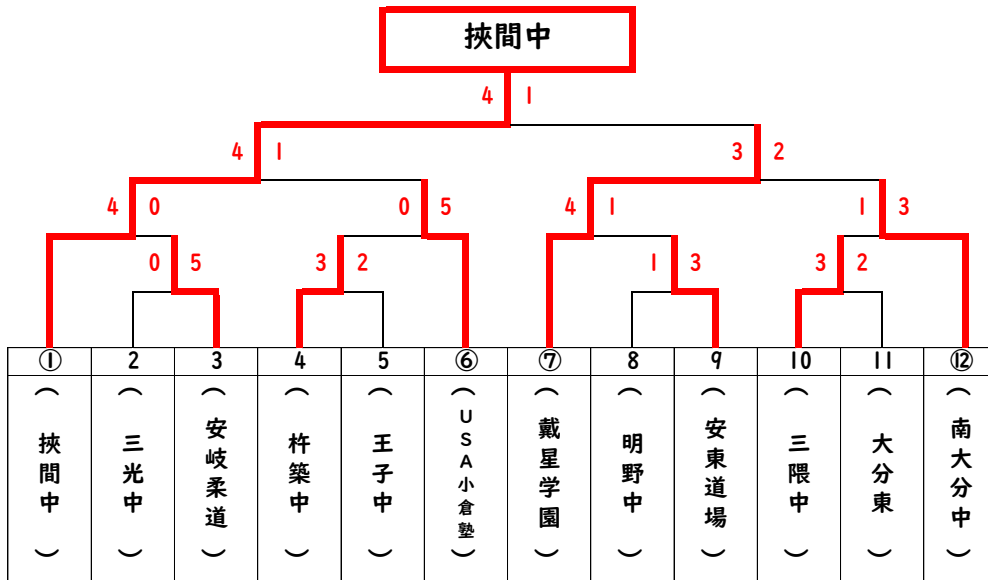 挾間中
4 1
4 1 3 2
4 0 0 5 4 1 1 3
0 5 3 2 1 3 3 2
① 2 3 4 5 ⑥ ⑦ 8 9 10 11 ⑫
(挾間中)
(三光中)
(安岐柔道)
(杵築中)
(王子中)
(USA小倉塾)
(戴星学園)
(明野中)
(安東道場)
(三隈中)
(大分東)
(南大分中)